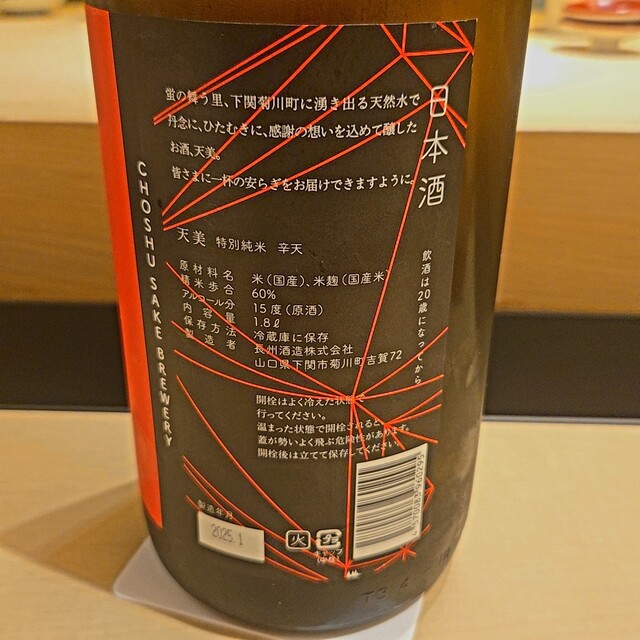 日本酒
蛍の舞う里、下関菊川町に湧き出る天然水で
丹念に、ひたむきに、感謝の想いを込めて醸した
お酒、天美。
皆さまに一杯の安らぎをお届けできますように。
飲酒は20歳になってから
CHOSHU SAKE BREWERY
天美 特別純米 辛天
原材料名 米(国産)、米麹(国産米)
精米歩合 60%
アルコール分 15度(原酒)
内容量 1.8ℓ
保存方法 冷蔵庫に保存
製造者 長州酒造株式会社
山口県下関市菊川町吉賀72
開栓はよく冷えた状態で
行ってください。
温まった状態で開栓されると
蓋が勢いよく飛ぶ危険性があります。
開栓後は立てて保存してください。
製造年月
2025.1
火
キャップ
(中栓)